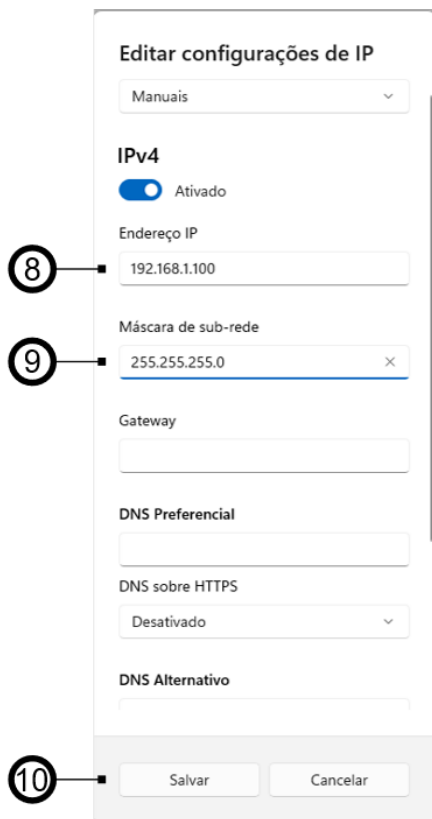 Editar configurações de IP
Manuais
IPv4
Ativado
Endereço IP
8
192.168.1.100
Máscara de sub-rede
9
255.255.255.0
Gateway
DNS Preferencial
DNS sobre HTTPS
Desativado
DNS Alternativo
10
Salvar Cancelar